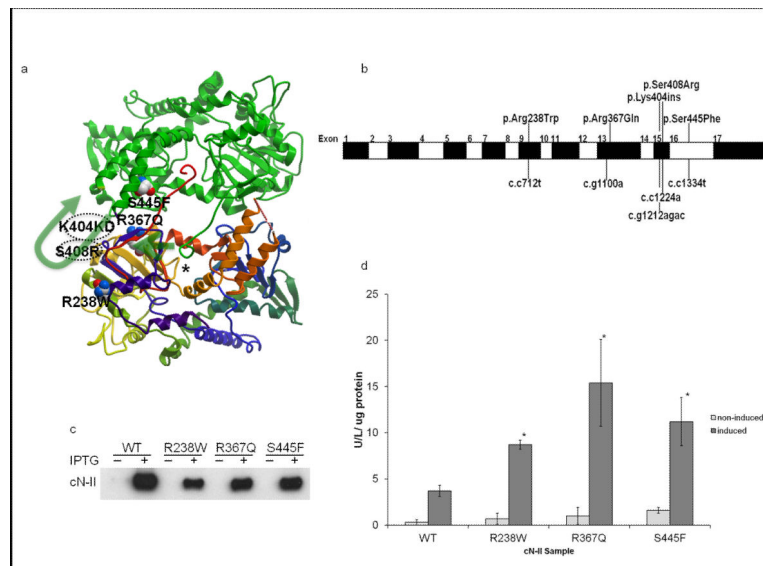 a
S445F
R367Q
K404KD
S408R
*
R238W
b
p.Ser408Arg
p.Lys404ins
p.Arg238Trp p.Arg367Gln p.Ser445Phe
Exon 1 2 3 4 5 6 7 8 9 10 11 12 13 14 15 16 17
c.c712t c.g1100a c.c1334t
c.c1224a
c.g1212agac
c
WT R238W R367Q S445F
IPTG – + – + – + – +
cN-II
d
U/L/ ug protein
25
20
15
10
5
0
* * *
WT R238W R367Q S445F
cN-II Sample
non-induced
induced